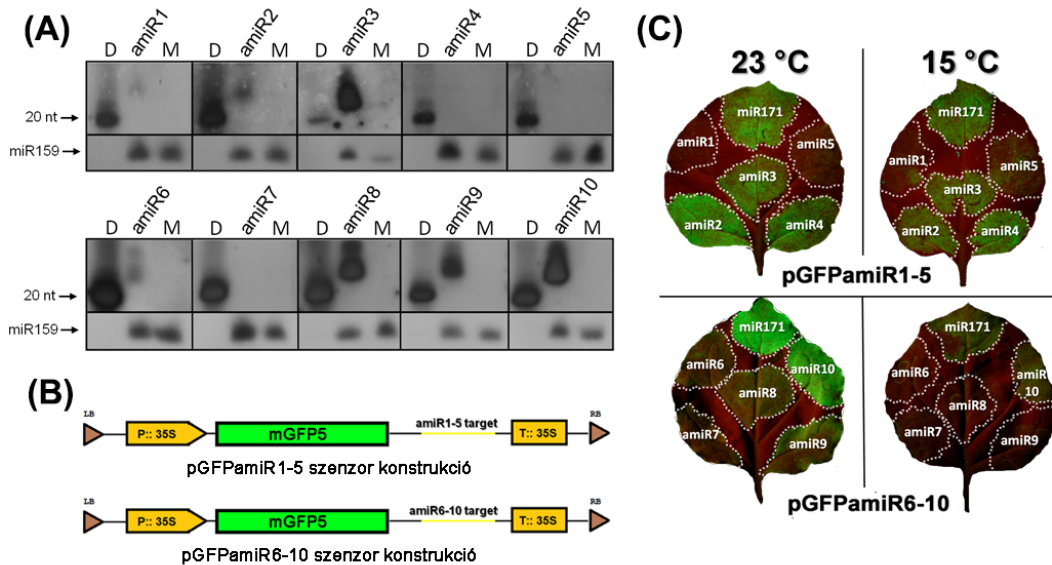 (A)
D amiR1 M D amiR2 M D amiR3 M D amiR4 M D amiR5 M
20 nt
miR159
D amiR6 M D amiR7 M D amiR8 M D amiR9 M D amiR10 M
20 nt
miR159
(B)
LB P:: 35S mGFP5 amiR1-5 target T:: 35S RB
pGFPamiR1-5 szenzor konstrukció
LB P:: 35S mGFP5 amiR6-10 target T:: 35S RB
pGFPamiR6-10 szenzor konstrukció
(C)
23 °C 15 °C
miR171 miR171
amiR1 amiR5 amiR1 amiR5
amiR3 amiR3
amiR2 amiR4 amiR2 amiR4
pGFPamiR1-5
miR171 miR171
amiR6 amiR10 amiR6 amiR 10
amiR8 amiR8
amiR7 amiR9 amiR7 amiR9
pGFPamiR6-10